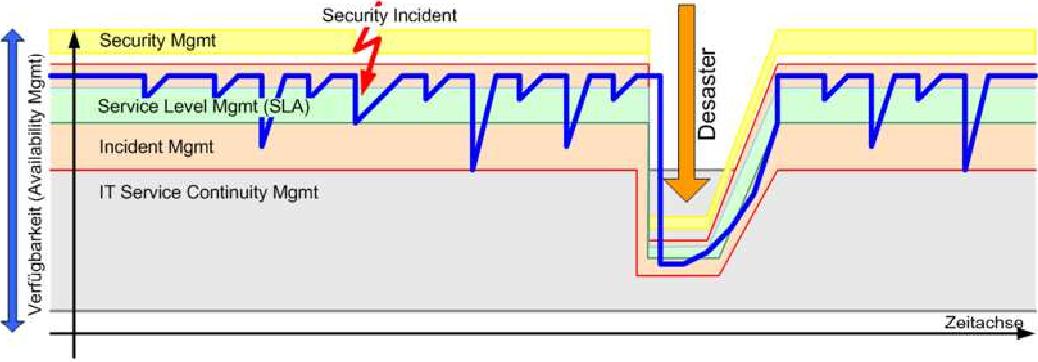 Security Incident
Security Mgmt
Service Level Mgmt (SLA)
Incident Mgmt
IT Service Continuity Mgmt
Verfügbarkeit (Availability Mgmt)
Desaster
Zeitachse